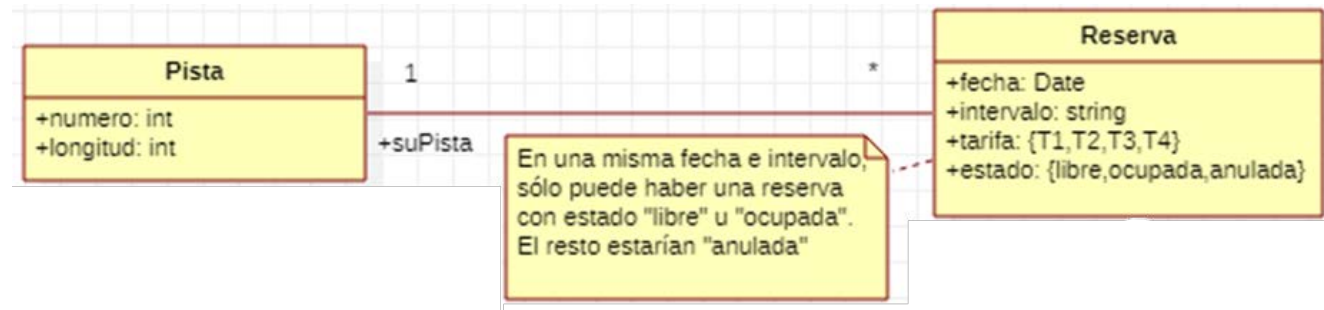 Pista
+numero: int
+longitud: int
1
+suPista
*
En una misma fecha e intervalo,
sólo puede haber una reserva
con estado "libre" u "ocupada".
El resto estarían "anulada"
Reserva
+fecha: Date
+intervalo: string
+tarifa: {T1,T2,T3,T4}
+estado: {libre,ocupada,anulada}